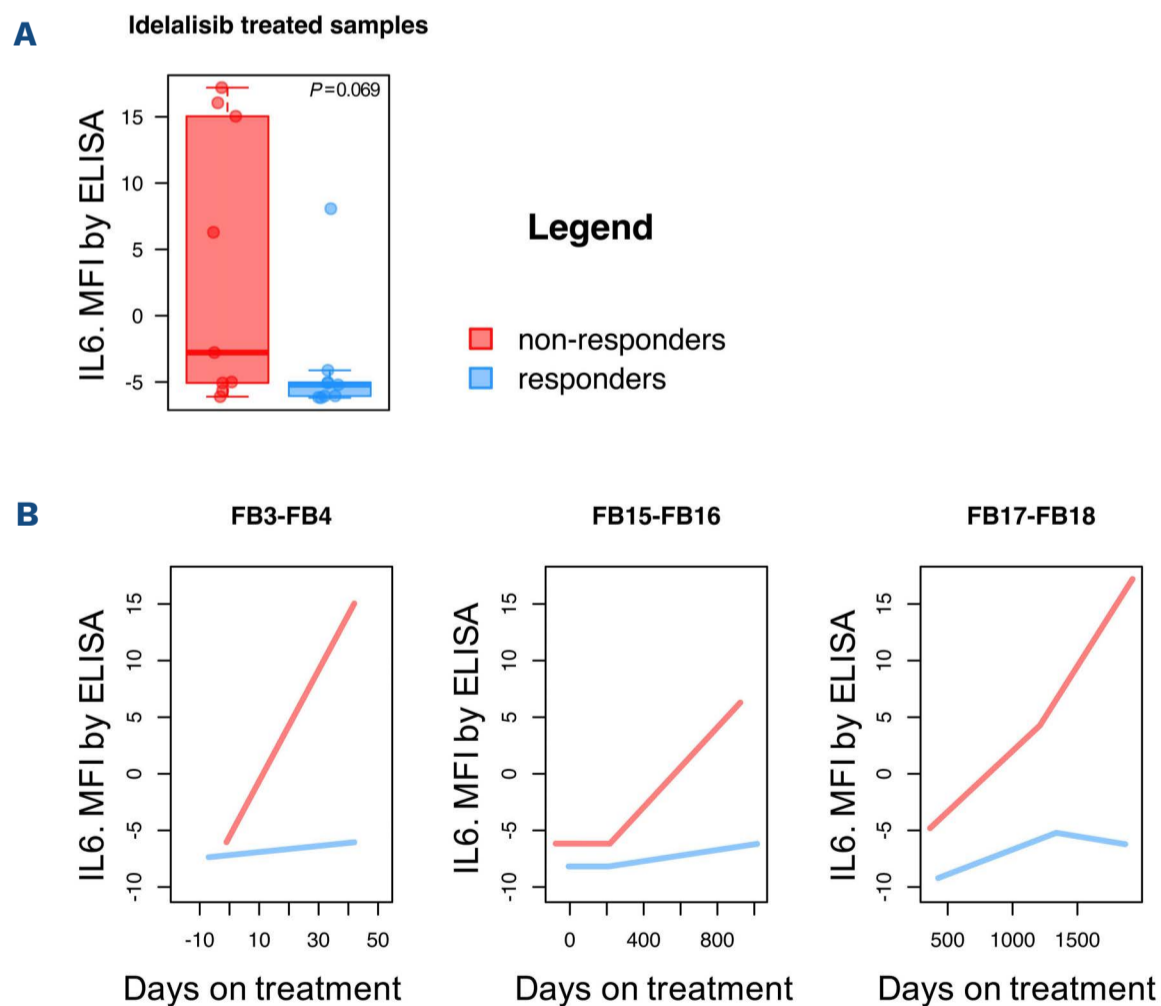 A
Idelalisib treated samples
P=0.069
IL6. MFI by ELISA
15
10
5
0
-5
Legend
non-responders
responders
B
FB3-FB4
IL6. MFI by ELISA
15
10
5
0
-5
-10
-10 10 30 50
Days on treatment
FB15-FB16
IL6. MFI by ELISA
15
10
5
0
-5
-10
0 400 800
Days on treatment
FB17-FB18
IL6. MFI by ELISA
15
10
5
0
-5
-10
500 1000 1500
Days on treatment